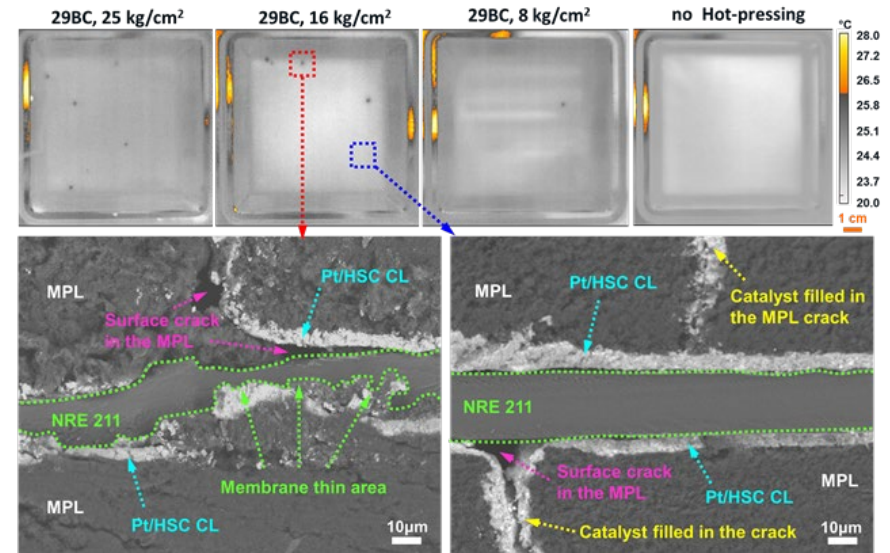 29BC, 25 kg/cm²
29BC, 16 kg/cm²
29BC, 8 kg/cm²
no Hot-pressing
°C
28.0
27.2
26.5
25.8
25.1
24.4
23.7
20.0
1 cm
MPL
Pt/HSC CL
Surface crack
in the MPL
NRE 211
Membrane thin area
Pt/HSC CL
MPL
10μm
MPL
Pt/HSC CL
Catalyst filled in
the MPL crack
NRE 211
Surface crack
in the MPL
Pt/HSC CL
MPL
Catalyst filled in the crack
10μm